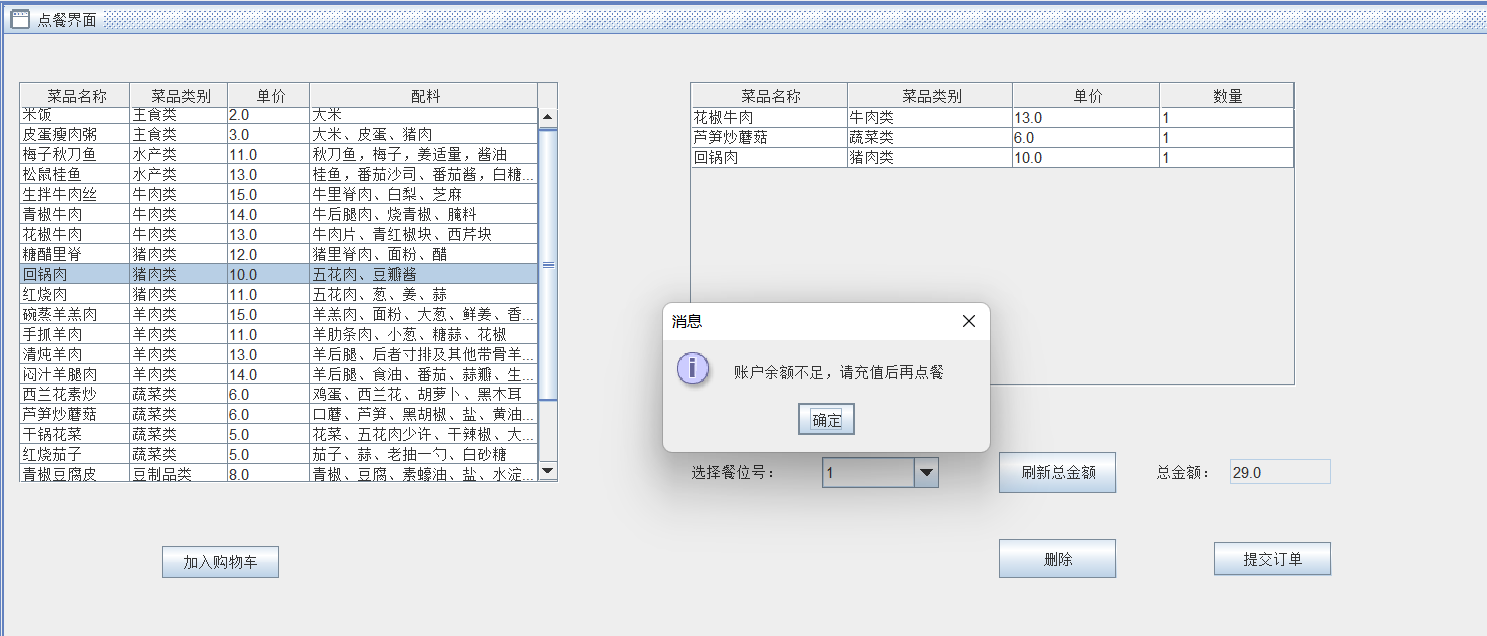 点餐界面
菜品名称 菜品类别 单价 配料
米饭 主食类 2.0 大米
皮蛋瘦肉粥 主食类 3.0 大米、皮蛋、猪肉
梅子秋刀鱼 水产类 11.0 秋刀鱼，梅子，姜适量，酱油
松鼠桂鱼 水产类 13.0 桂鱼，番茄沙司、番茄酱，白糖...
生拌牛肉丝 牛肉类 15.0 牛里脊肉、白梨、芝麻
青椒牛肉 牛肉类 14.0 牛后腿肉、烧青椒、腌料
花椒牛肉 牛肉类 13.0 牛肉片、青红椒块、西芹块
糖醋里脊 猪肉类 12.0 猪里脊肉、面粉、醋
回锅肉 猪肉类 10.0 五花肉、豆瓣酱
红烧肉 猪肉类 11.0 五花肉、葱、姜、蒜
碗蒸羊羔肉 羊肉类 15.0 羊羔肉、面粉、大葱、鲜姜、香...
手抓羊肉 羊肉类 11.0 羊肋条肉、小葱、糖蒜、花椒
清炖羊肉 羊肉类 13.0 羊后腿、后者寸排及其他带骨羊...
闷汁羊腿肉 羊肉类 14.0 羊后腿、食油、番茄、蒜瓣、生...
西兰花素炒 蔬菜类 6.0 鸡蛋、西兰花、胡萝卜、黑木耳
芦笋炒蘑菇 蔬菜类 6.0 口蘑、芦笋、黑胡椒、盐、黄油...
干锅花菜 蔬菜类 5.0 花菜、五花肉少许、干辣椒、大...
红烧茄子 蔬菜类 5.0 茄子、蒜、老抽一勺、白砂糖
青椒豆腐皮 豆制品类 8.0 青椒、豆腐、素蠔油、盐、水淀...
加入购物车
菜品名称 菜品类别 单价 数量
花椒牛肉 牛肉类 13.0 1
芦笋炒蘑菇 蔬菜类 6.0 1
回锅肉 猪肉类 10.0 1
消息
账户余额不足，请充值后再点餐
确定
选择餐位号： 1 刷新总金额 总金额： 29.0
删除 提交订单